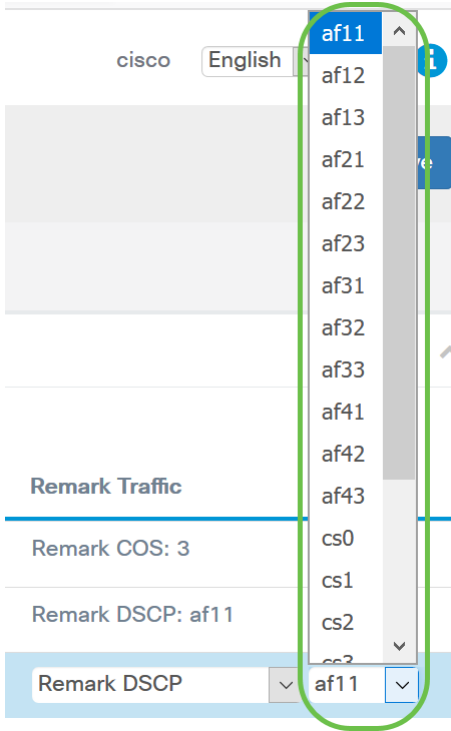 cisco English
af11
af12
af13
af21
af22
af23
af31
af32
af33
af41
af42
af43
cs0
cs1
cs2
cs3
Remark Traffic
Remark COS: 3
Remark DSCP: af11
Remark DSCP af11